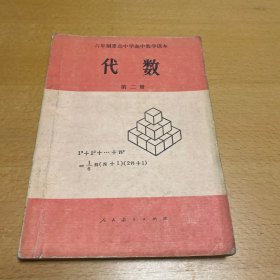 六年制重点中学高中数学课本
代数
第二册
1²+2²+⋯+n²
=1/6 n(n+1)(2n+1)
人民教育出版社